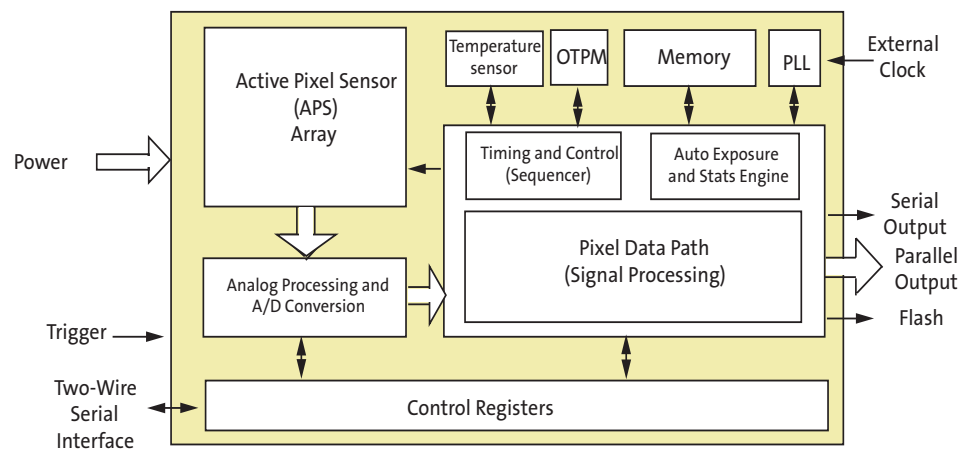 Active Pixel Sensor
(APS)
Array
Temperature
sensor
OTPM
Memory
PLL
External
Clock
Power
Timing and Control
(Sequencer)
Auto Exposure
and Stats Engine
Serial
Output
Pixel Data Path
(Signal Processing)
Parallel
Output
Analog Processing and
A/D Conversion
Flash
Trigger
Two-Wire
Serial
Interface
Control Registers